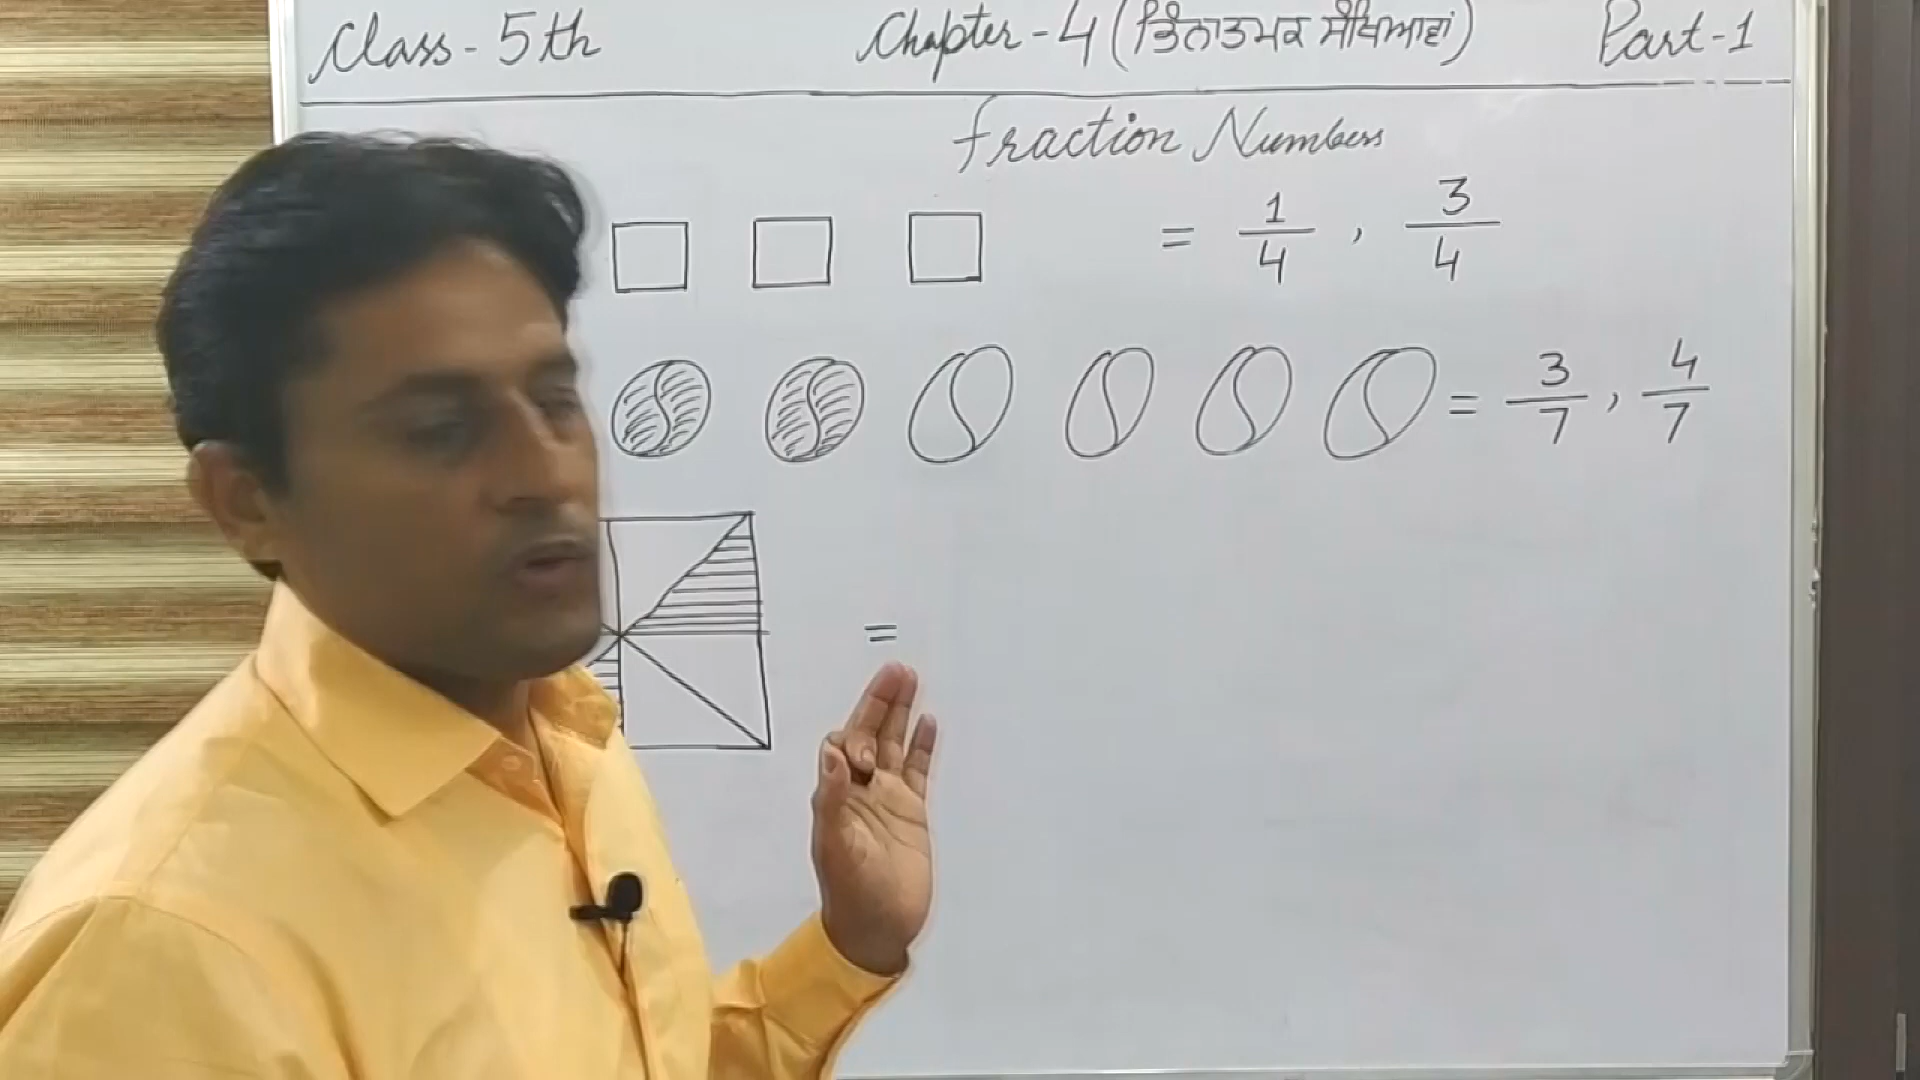 Class - 5th Chapter - 4 (ਭਿੰਨਾਤਮਕ ਸੰਖਿਆਵਾਂ) Part - 1
Fraction Numbers
= 1/4 , 3/4
= 3/7 , 4/7
=